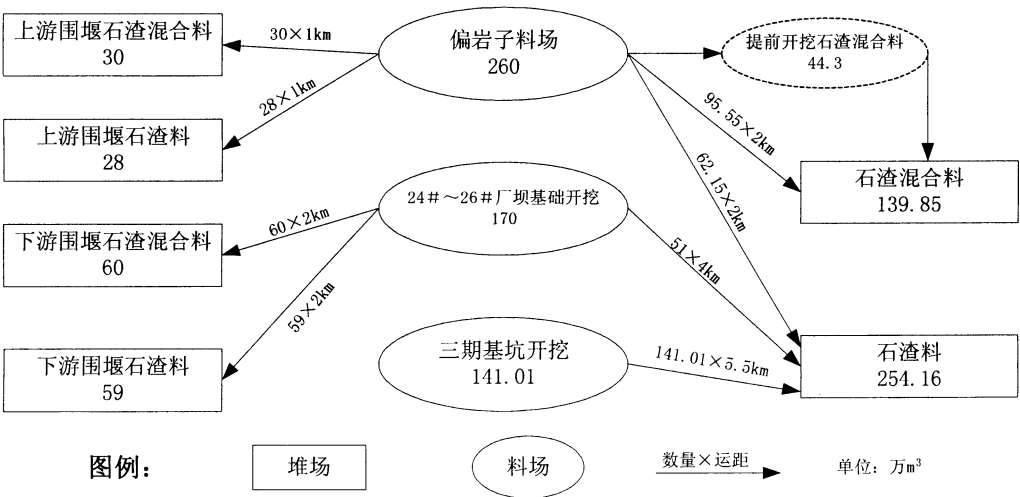 上游围堰石渣混合料
30
30×1km
偏岩子料场
260
提前开挖石渣混合料
44.3
28×1km
95.55×2km
上游围堰石渣料
28
62.15×2km
石渣混合料
139.85
24#~26#厂坝基础开挖
170
60×2km
下游围堰石渣混合料
60
51×4km
59×2km
三期基坑开挖
141.01
141.01×5.5km
石渣料
254.16
下游围堰石渣料
59
图例:
堆场
料场
数量×运距
单位: 万m³